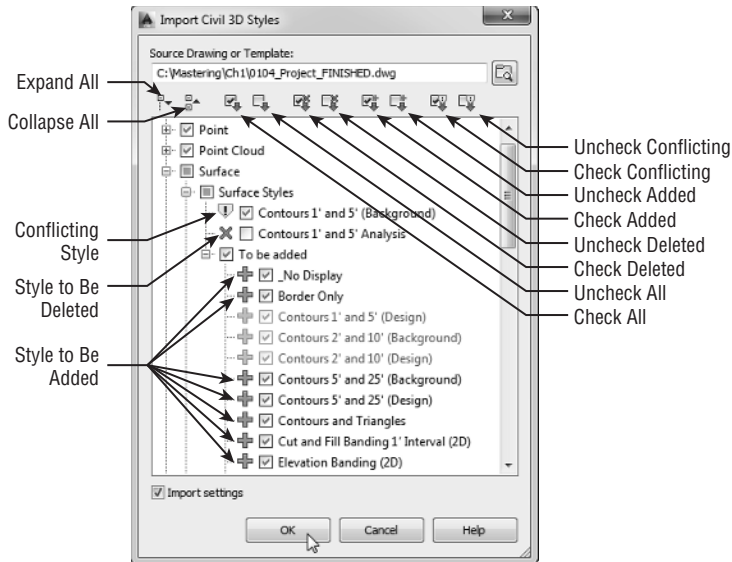 Import Civil 3D Styles
Source Drawing or Template:
C:\Mastering\Ch1\0104_Project_FINISHED.dwg
Expand All
Collapse All
Point
Point Cloud
Surface
Surface Styles
Contours 1' and 5' (Background)
Contours 1' and 5' Analysis
To be added
_No Display
Border Only
Contours 1' and 5' (Design)
Contours 2' and 10' (Background)
Contours 2' and 10' (Design)
Contours 5' and 25' (Background)
Contours 5' and 25' (Design)
Contours and Triangles
Cut and Fill Banding 1' Interval (2D)
Elevation Banding (2D)
Import settings
OK
Cancel
Help
Conflicting
Style
Style to Be
Deleted
Style to Be
Added
Uncheck Conflicting
Check Conflicting
Uncheck Added
Check Added
Uncheck Deleted
Check Deleted
Uncheck All
Check All